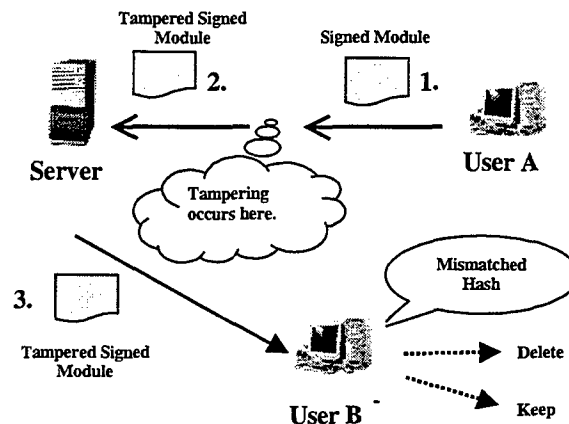 Tampered Signed
Module
2.
Signed Module
1.
Server
User A
Tampering
occurs here.
3.
Tampered Signed
Module
Mismatched
Hash
Delete
Keep
User B